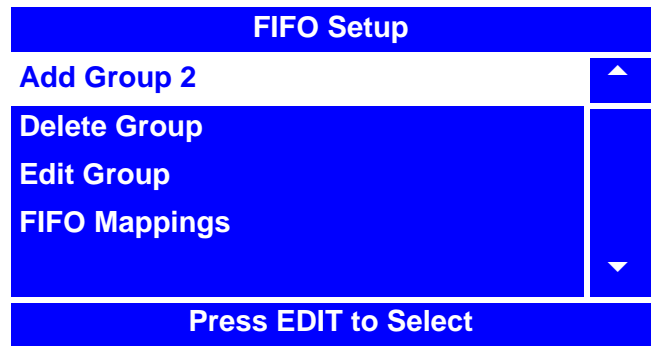 FIFO Setup
Add Group 2
Delete Group
Edit Group
FIFO Mappings
Press EDIT to Select